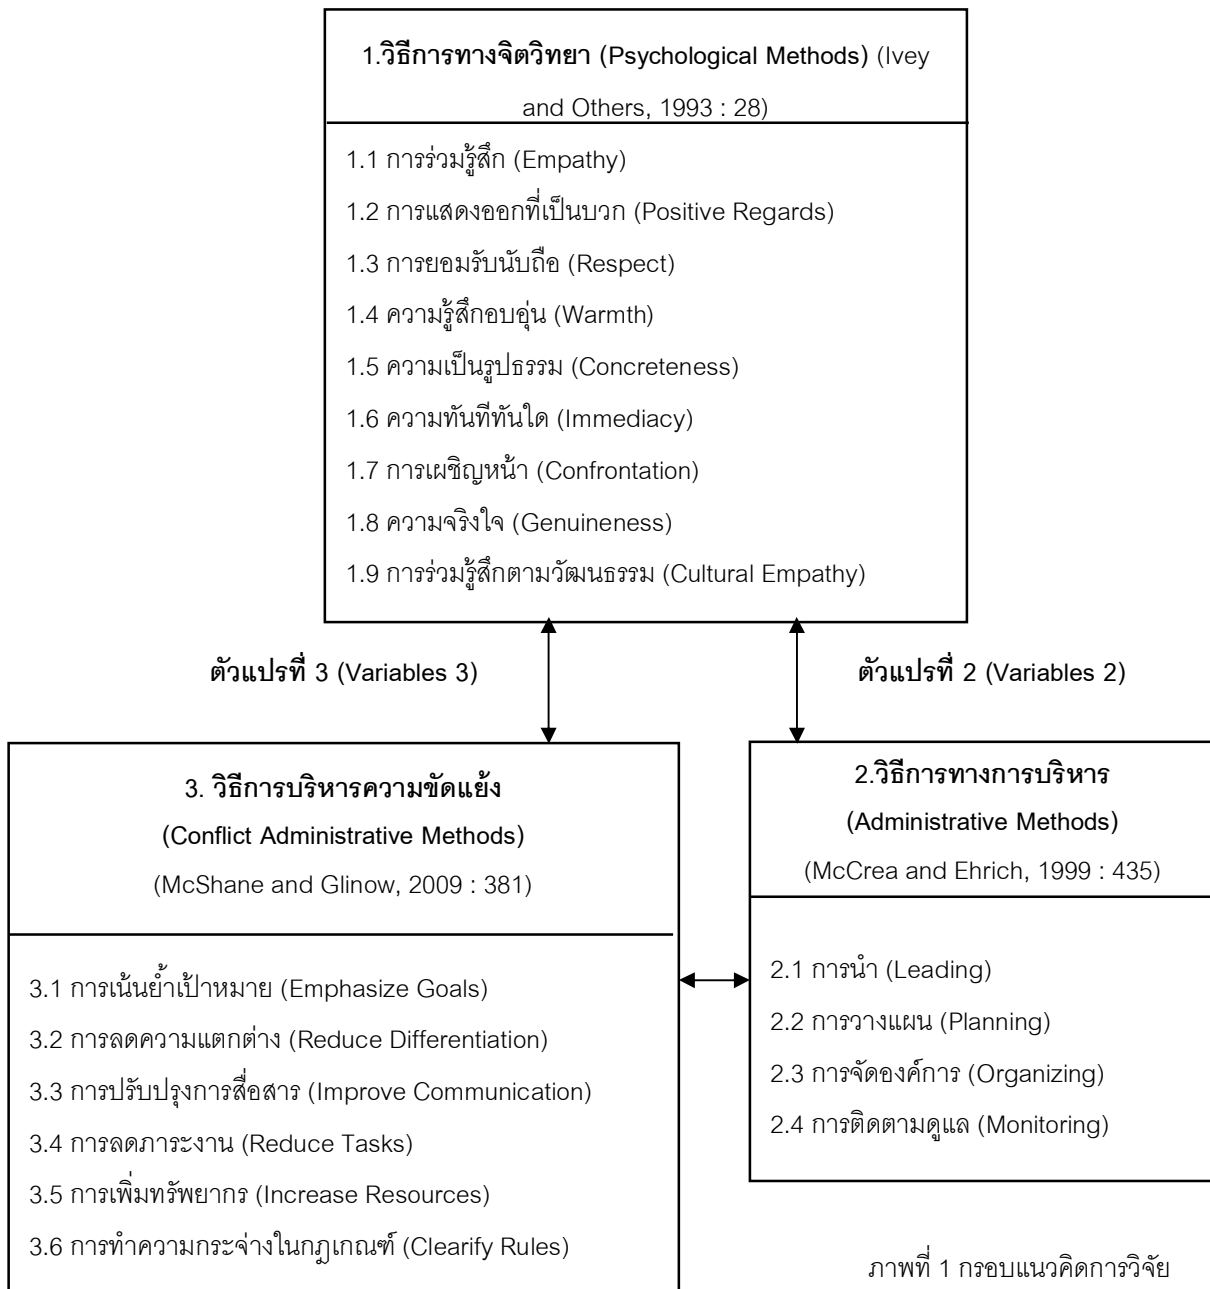 1.วิธีการทางจิตวิทยา (Psychological Methods) (Ivey
and Others, 1993 : 28)
1.1 การร่วมรู้สึก (Empathy)
1.2 การแสดงออกที่เป็นบวก (Positive Regards)
1.3 การยอมรับนับถือ (Respect)
1.4 ความรู้สึกอบอุ่น (Warmth)
1.5 ความเป็นรูปธรรม (Concreteness)
1.6 ความทันทีทันใด (Immediacy)
1.7 การเผชิญหน้า (Confrontation)
1.8 ความจริงใจ (Genuineness)
1.9 การร่วมรู้สึกตามวัฒนธรรม (Cultural Empathy)
ตัวแปรที่ 3 (Variables 3)
ตัวแปรที่ 2 (Variables 2)
3. วิธีการบริหารความขัดแย้ง
(Conflict Administrative Methods)
(McShane and Glinow, 2009 : 381)
3.1 การเน้นย้ำเป้าหมาย (Emphasize Goals)
3.2 การลดความแตกต่าง (Reduce Differentiation)
3.3 การปรับปรุงการสื่อสาร (Improve Communication)
3.4 การลดภาระงาน (Reduce Tasks)
3.5 การเพิ่มทรัพยากร (Increase Resources)
3.6 การทำความกระจ่างในกฎเกณฑ์ (Clearify Rules)
2.วิธีการทางการบริหาร
(Administrative Methods)
(McCrea and Ehrich, 1999 : 435)
2.1 การนำ (Leading)
2.2 การวางแผน (Planning)
2.3 การจัดองค์การ (Organizing)
2.4 การติดตามดูแล (Monitoring)
ภาพที่ 1 กรอบแนวคิดการวิจัย